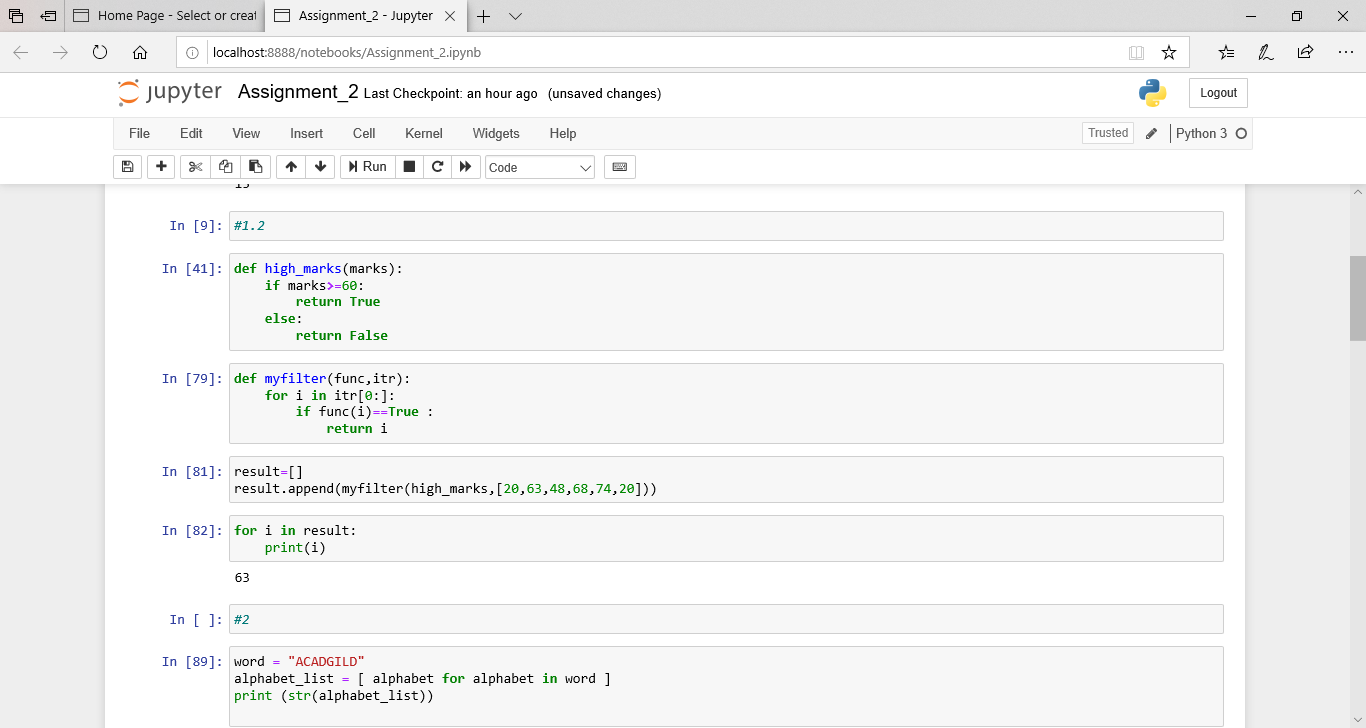 Home Page - Select or creat
Assignment_2 - Jupyter
localhost:8888/notebooks/Assignment_2.ipynb
jupyter Assignment_2 Last Checkpoint: an hour ago (unsaved changes)
Logout
File Edit View Insert Cell Kernel Widgets Help
Trusted Python 3 O
Run Code
In [9]: #1.2
In [41]: def high_marks(marks):
    if marks>=60:
        return True
    else:
        return False
In [79]: def myfilter(func,itr):
    for i in itr[0:]:
        if func(i)==True :
            return i
In [81]: result=[]
result.append(myfilter(high_marks,[20,63,48,68,74,20]))
In [82]: for i in result:
    print(i)
63
In [ ]: #2
In [89]: word = "ACADGILD"
alphabet_list = [ alphabet for alphabet in word ]
print (str(alphabet_list))